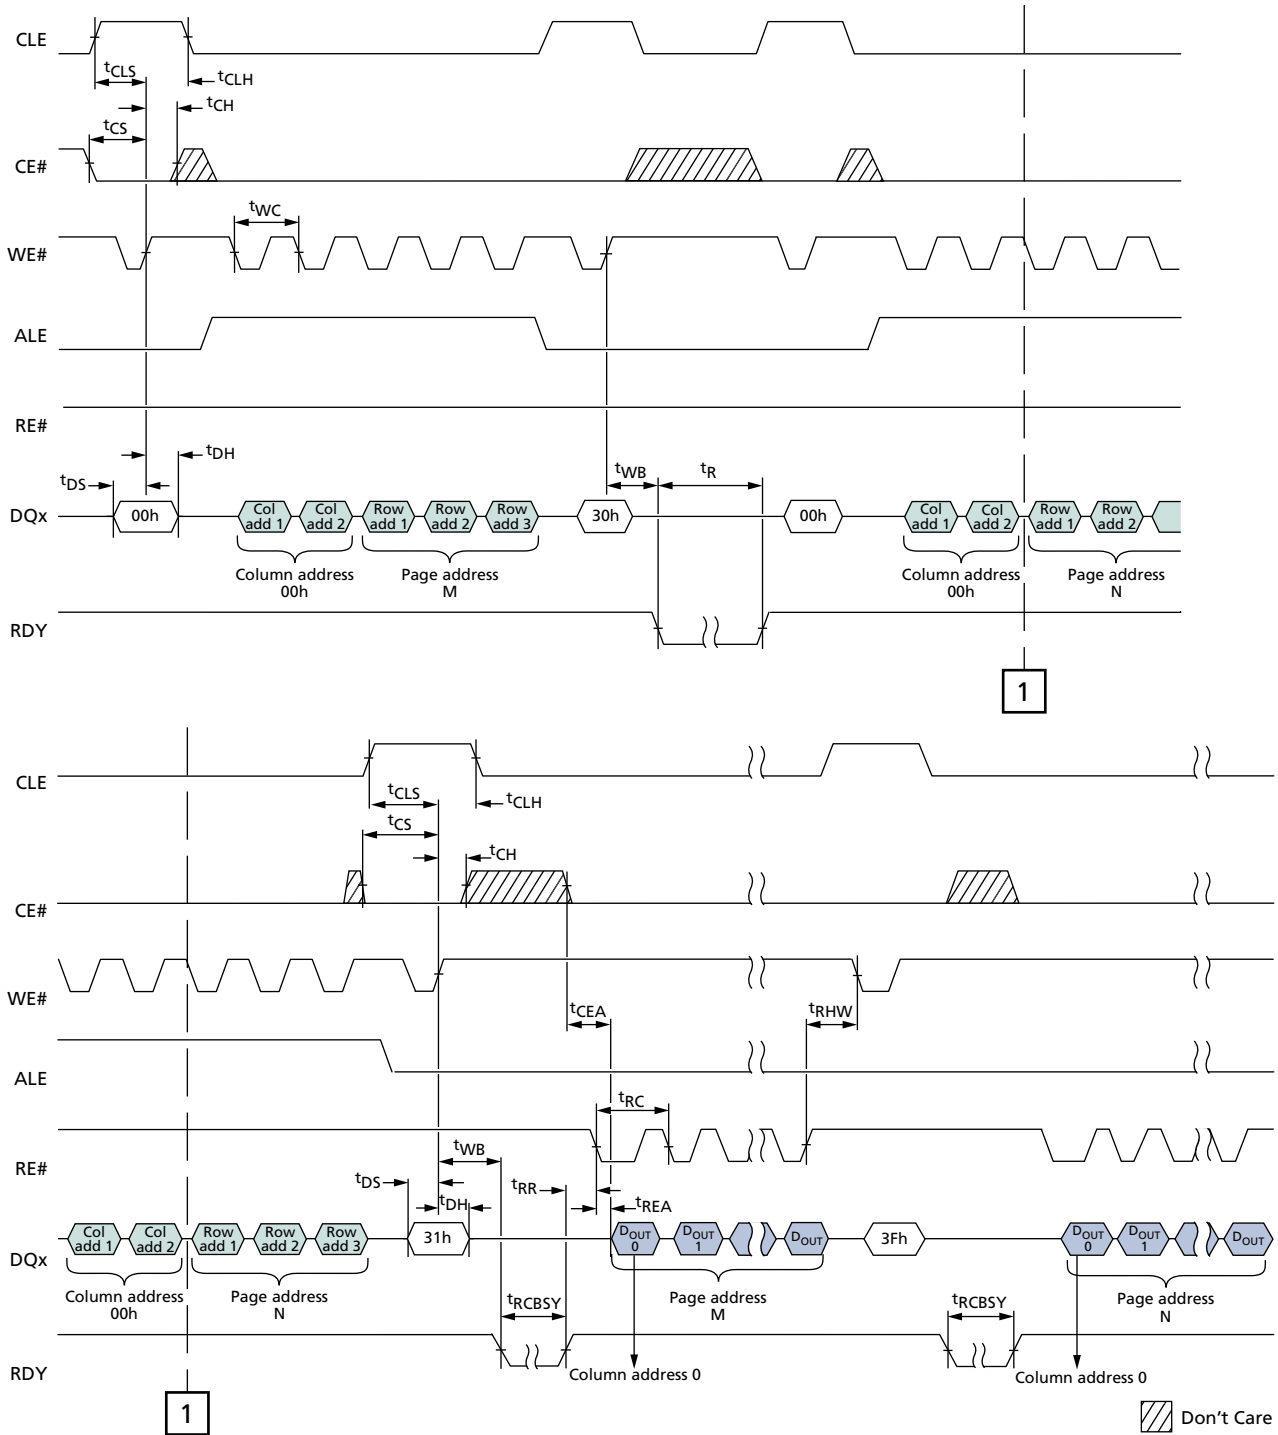 CLE
tCLS
tCLH
tCH
tCS
CE#
tWC
WE#
ALE
RE#
tDH
tDS
tWB
tR
DQx
00h
Col add 1
Col add 2
Row add 1
Row add 2
Row add 3
30h
00h
Col add 1
Col add 2
Row add 1
Row add 2
Column address
00h
Page address
M
Column address
00h
Page address
N
RDY
1
CLE
tCLS
tCLH
tCS
tCH
CE#
WE#
tCEA
tRHW
ALE
tRC
RE#
tWB
tDS
tDH
tRR
tREA
DQx
Col add 1
Col add 2
Row add 1
Row add 2
Row add 3
31h
DOUT 0
DOUT 1
DOUT
3Fh
DOUT 0
DOUT 1
DOUT
Column address
00h
Page address
N
Page address
M
Page address
N
tRCBSY
tRCBSY
RDY
Column address 0
Column address 0
1
Don't Care